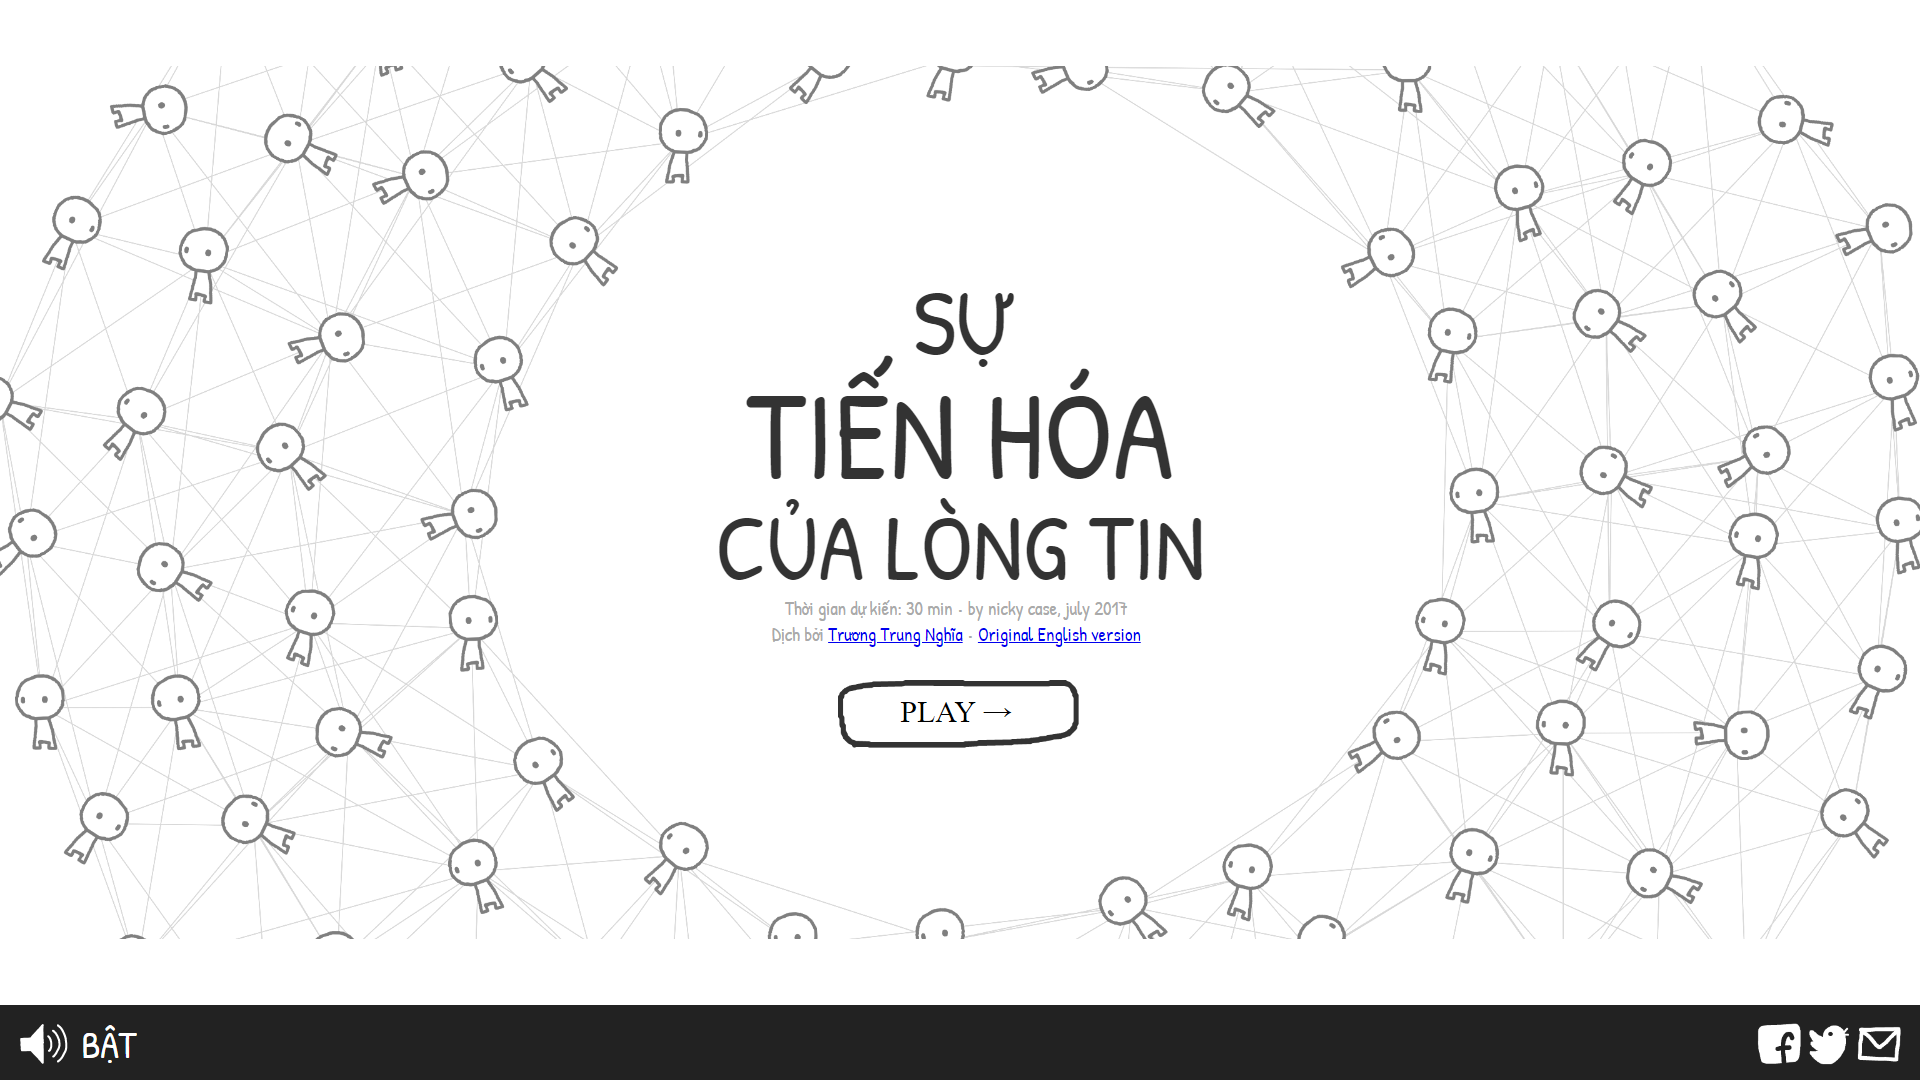 SỰ
TIẾN HÓA
CỦA LÒNG TIN
Thời gian dự kiến: 30 min - by nicky case, july 2017
Dịch bởi Trương Trung Nghĩa - Original English version
PLAY →
BẬT